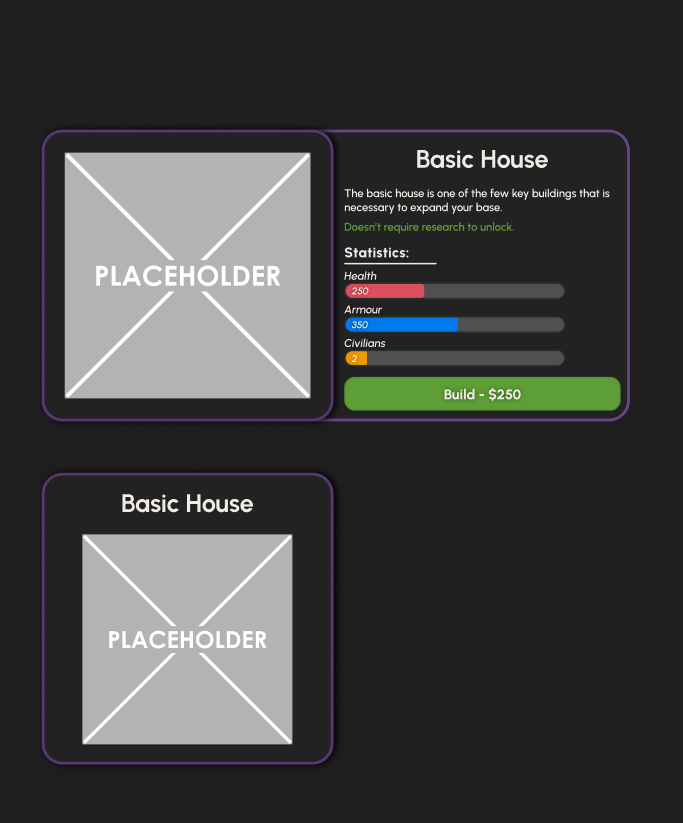 PLACEHOLDER
Basic House
The basic house is one of the few key buildings that is
necessary to expand your base.
Doesn't require research to unlock.
Statistics:
Health
250
Armour
350
Civilians
2
Build - $250
Basic House
PLACEHOLDER